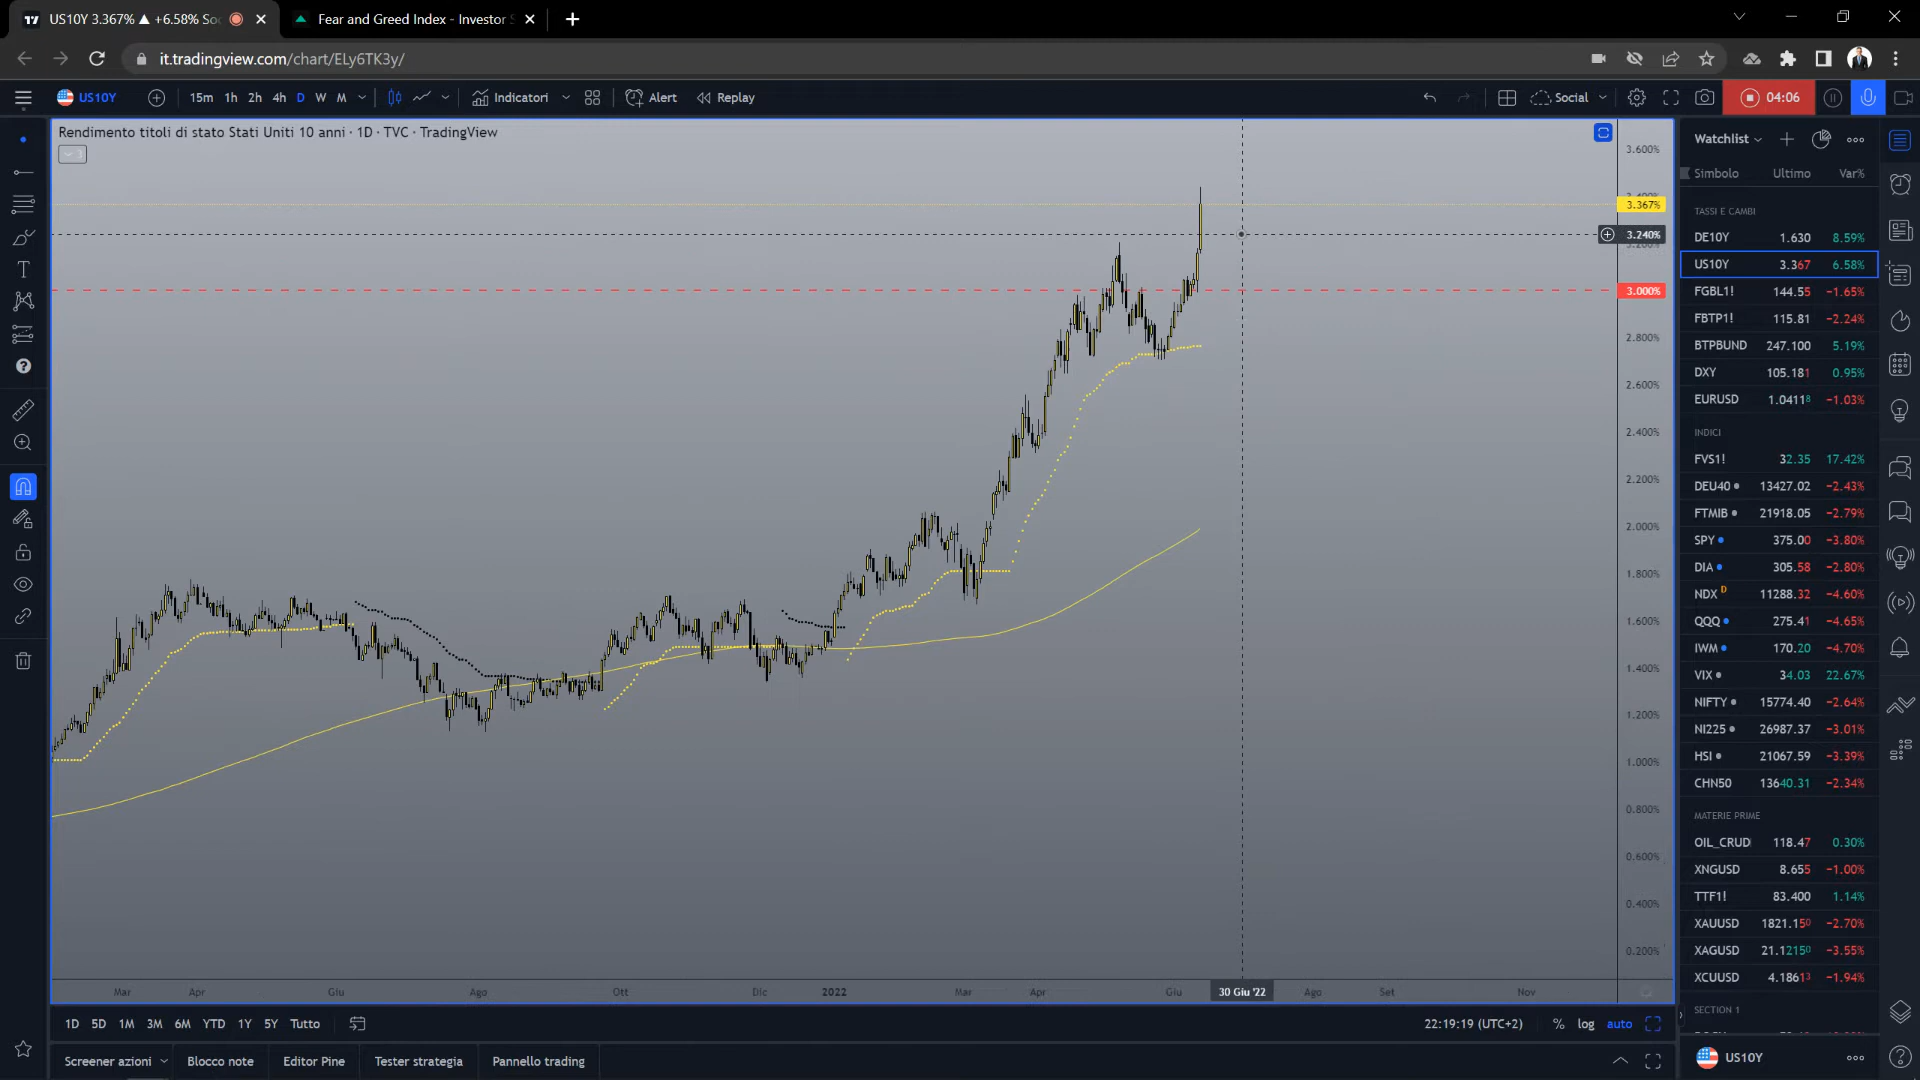 US10Y 3.367% ▲ +6.58% Soc
Fear and Greed Index - Investor S
it.tradingview.com/chart/ELy6TK3y/
US10Y
15m 1h 2h 4h D W M
Indicatori
Alert
Replay
Social
04:06
Rendimento titoli di stato Stati Uniti 10 anni · 1D · TVC · TradingView
3
3.600%
3.367%
3.240%
3.000%
2.800%
2.600%
2.400%
2.200%
2.000%
1.800%
1.600%
1.400%
1.200%
1.000%
0.800%
0.600%
0.400%
0.200%
Mar Apr Giu Ago Ott Dic 2022 Mar Apr Giu 30 Giu '22 Ago Set Nov
1D 5D 1M 3M 6M YTD 1Y 5Y Tutto
22:19:19 (UTC+2) % log auto
Screener azioni Blocco note Editor Pine Tester strategia Pannello trading
Watchlist
Simbolo Ultimo Var%
TASSI E CAMBI
DE10Y 1.630 8.59%
US10Y 3.367 6.58%
FGBL1! 144.55 −1.65%
FBTP1! 115.81 −2.24%
BTPBUND 247.100 5.19%
DXY 105.181 0.95%
EURUSD 1.04118 −1.03%
INDICI
FVS1! 32.35 17.42%
DEU40 13427.02 −2.43%
FTMIB 21918.05 −2.79%
SPY 375.00 −3.80%
DIA 305.58 −2.80%
NDX D 11288.32 −4.60%
QQQ 275.41 −4.65%
IWM 170.20 −4.70%
VIX 34.03 22.67%
NIFTY 15774.40 −2.64%
NI225 26987.37 −3.01%
HSI 21067.59 −3.39%
CHN50 13640.31 −2.34%
MATERIE PRIME
OIL_CRUD 118.47 0.30%
XNGUSD 8.655 −1.00%
TTF1! 83.400 1.14%
XAUUSD 1821.150 −2.70%
XAGUSD 21.12150 −3.55%
XCUUSD 4.18613 −1.94%
SECTION 1
US10Y